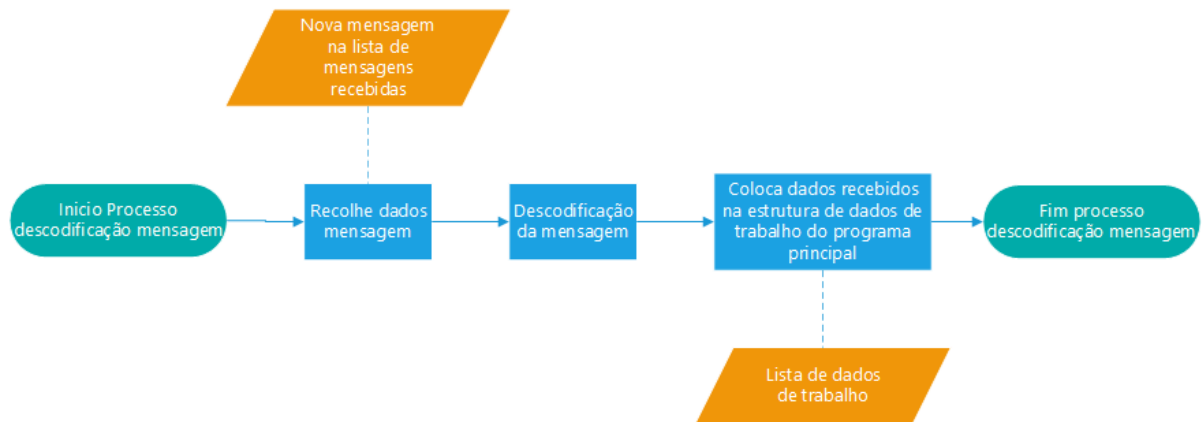 Nova mensagem
na lista de
mensagens
recebidas
Inicio Processo
descodificação mensagem
Recolhe dados
mensagem
Descodificação
da mensagem
Coloca dados recebidos
na estrutura de dados de
trabalho do programa
principal
Fim processo
descodificação mensagem
Lista de dados
de trabalho